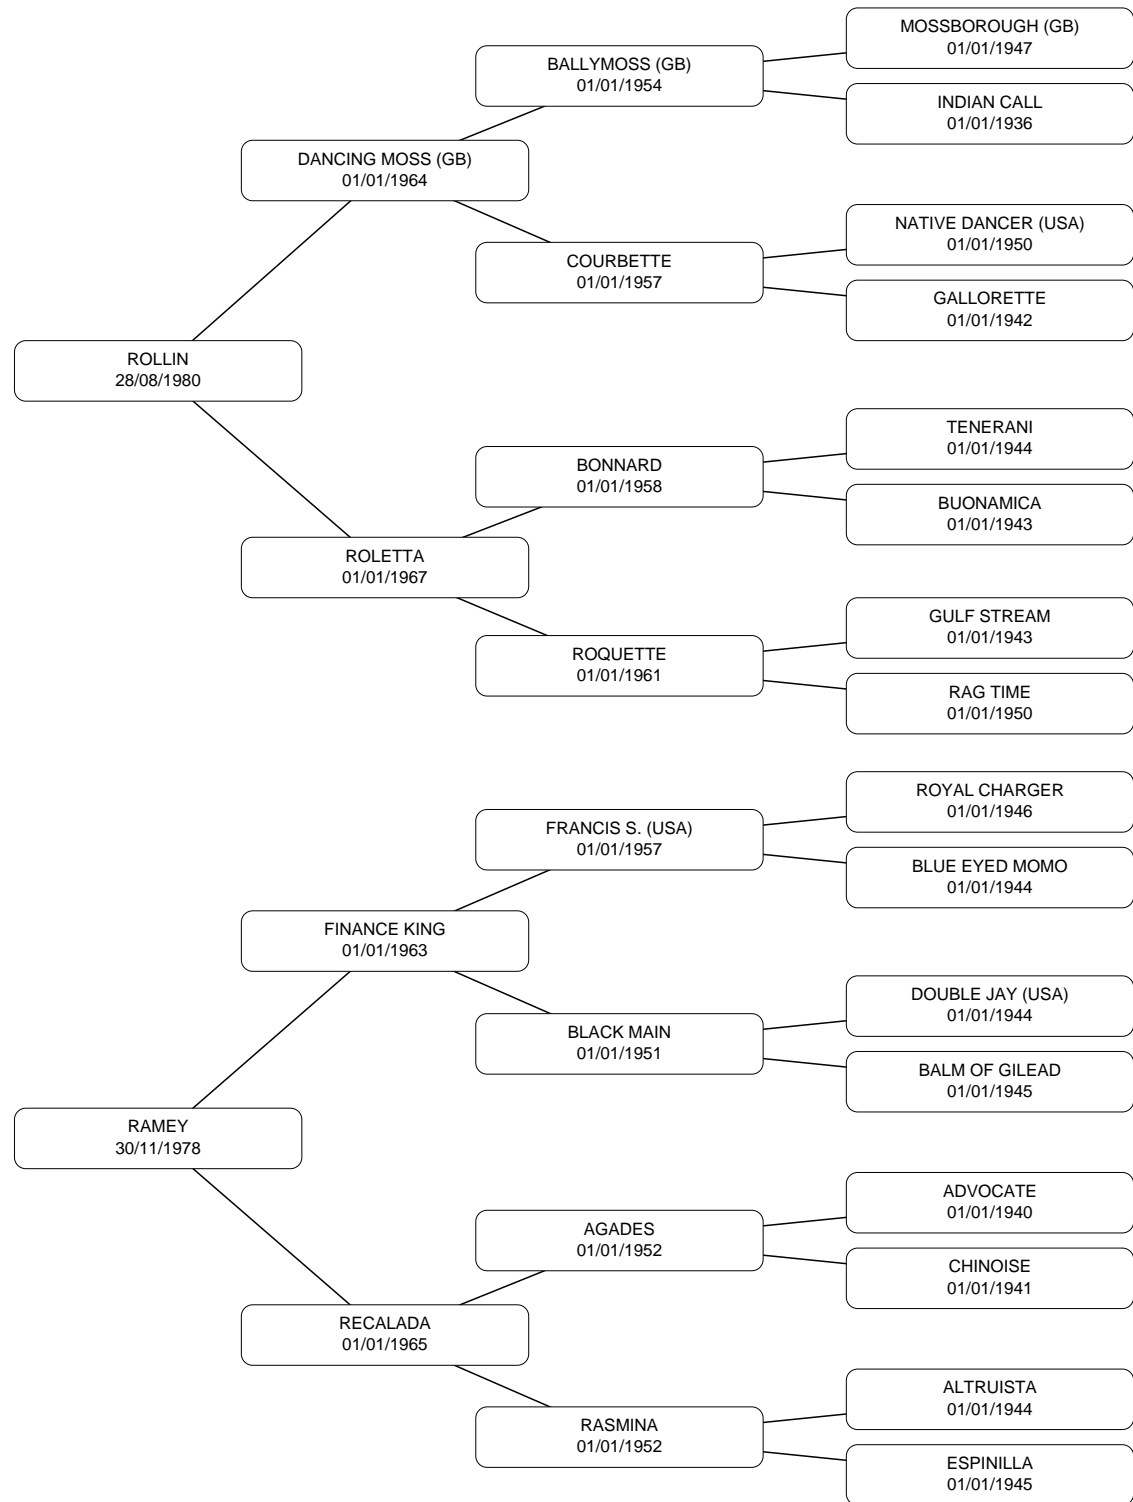 MOSSBOROUGH (GB)
01/01/1947
BALLYMOSS (GB)
01/01/1954
INDIAN CALL
01/01/1936
DANCING MOSS (GB)
01/01/1964
NATIVE DANCER (USA)
01/01/1950
COURBETTE
01/01/1957
GALLORETTE
01/01/1942
ROLLIN
28/08/1980
TENERANI
01/01/1944
BONNARD
01/01/1958
BUONAMICA
01/01/1943
ROLETTA
01/01/1967
GULF STREAM
01/01/1943
ROQUETTE
01/01/1961
RAG TIME
01/01/1950
ROYAL CHARGER
01/01/1946
FRANCIS S. (USA)
01/01/1957
BLUE EYED MOMO
01/01/1944
FINANCE KING
01/01/1963
DOUBLE JAY (USA)
01/01/1944
BLACK MAIN
01/01/1951
BALM OF GILEAD
01/01/1945
RAMEY
30/11/1978
ADVOCATE
01/01/1940
AGADES
01/01/1952
CHINOISE
01/01/1941
RECALADA
01/01/1965
ALTRUISTA
01/01/1944
RASMINA
01/01/1952
ESPINILLA
01/01/1945